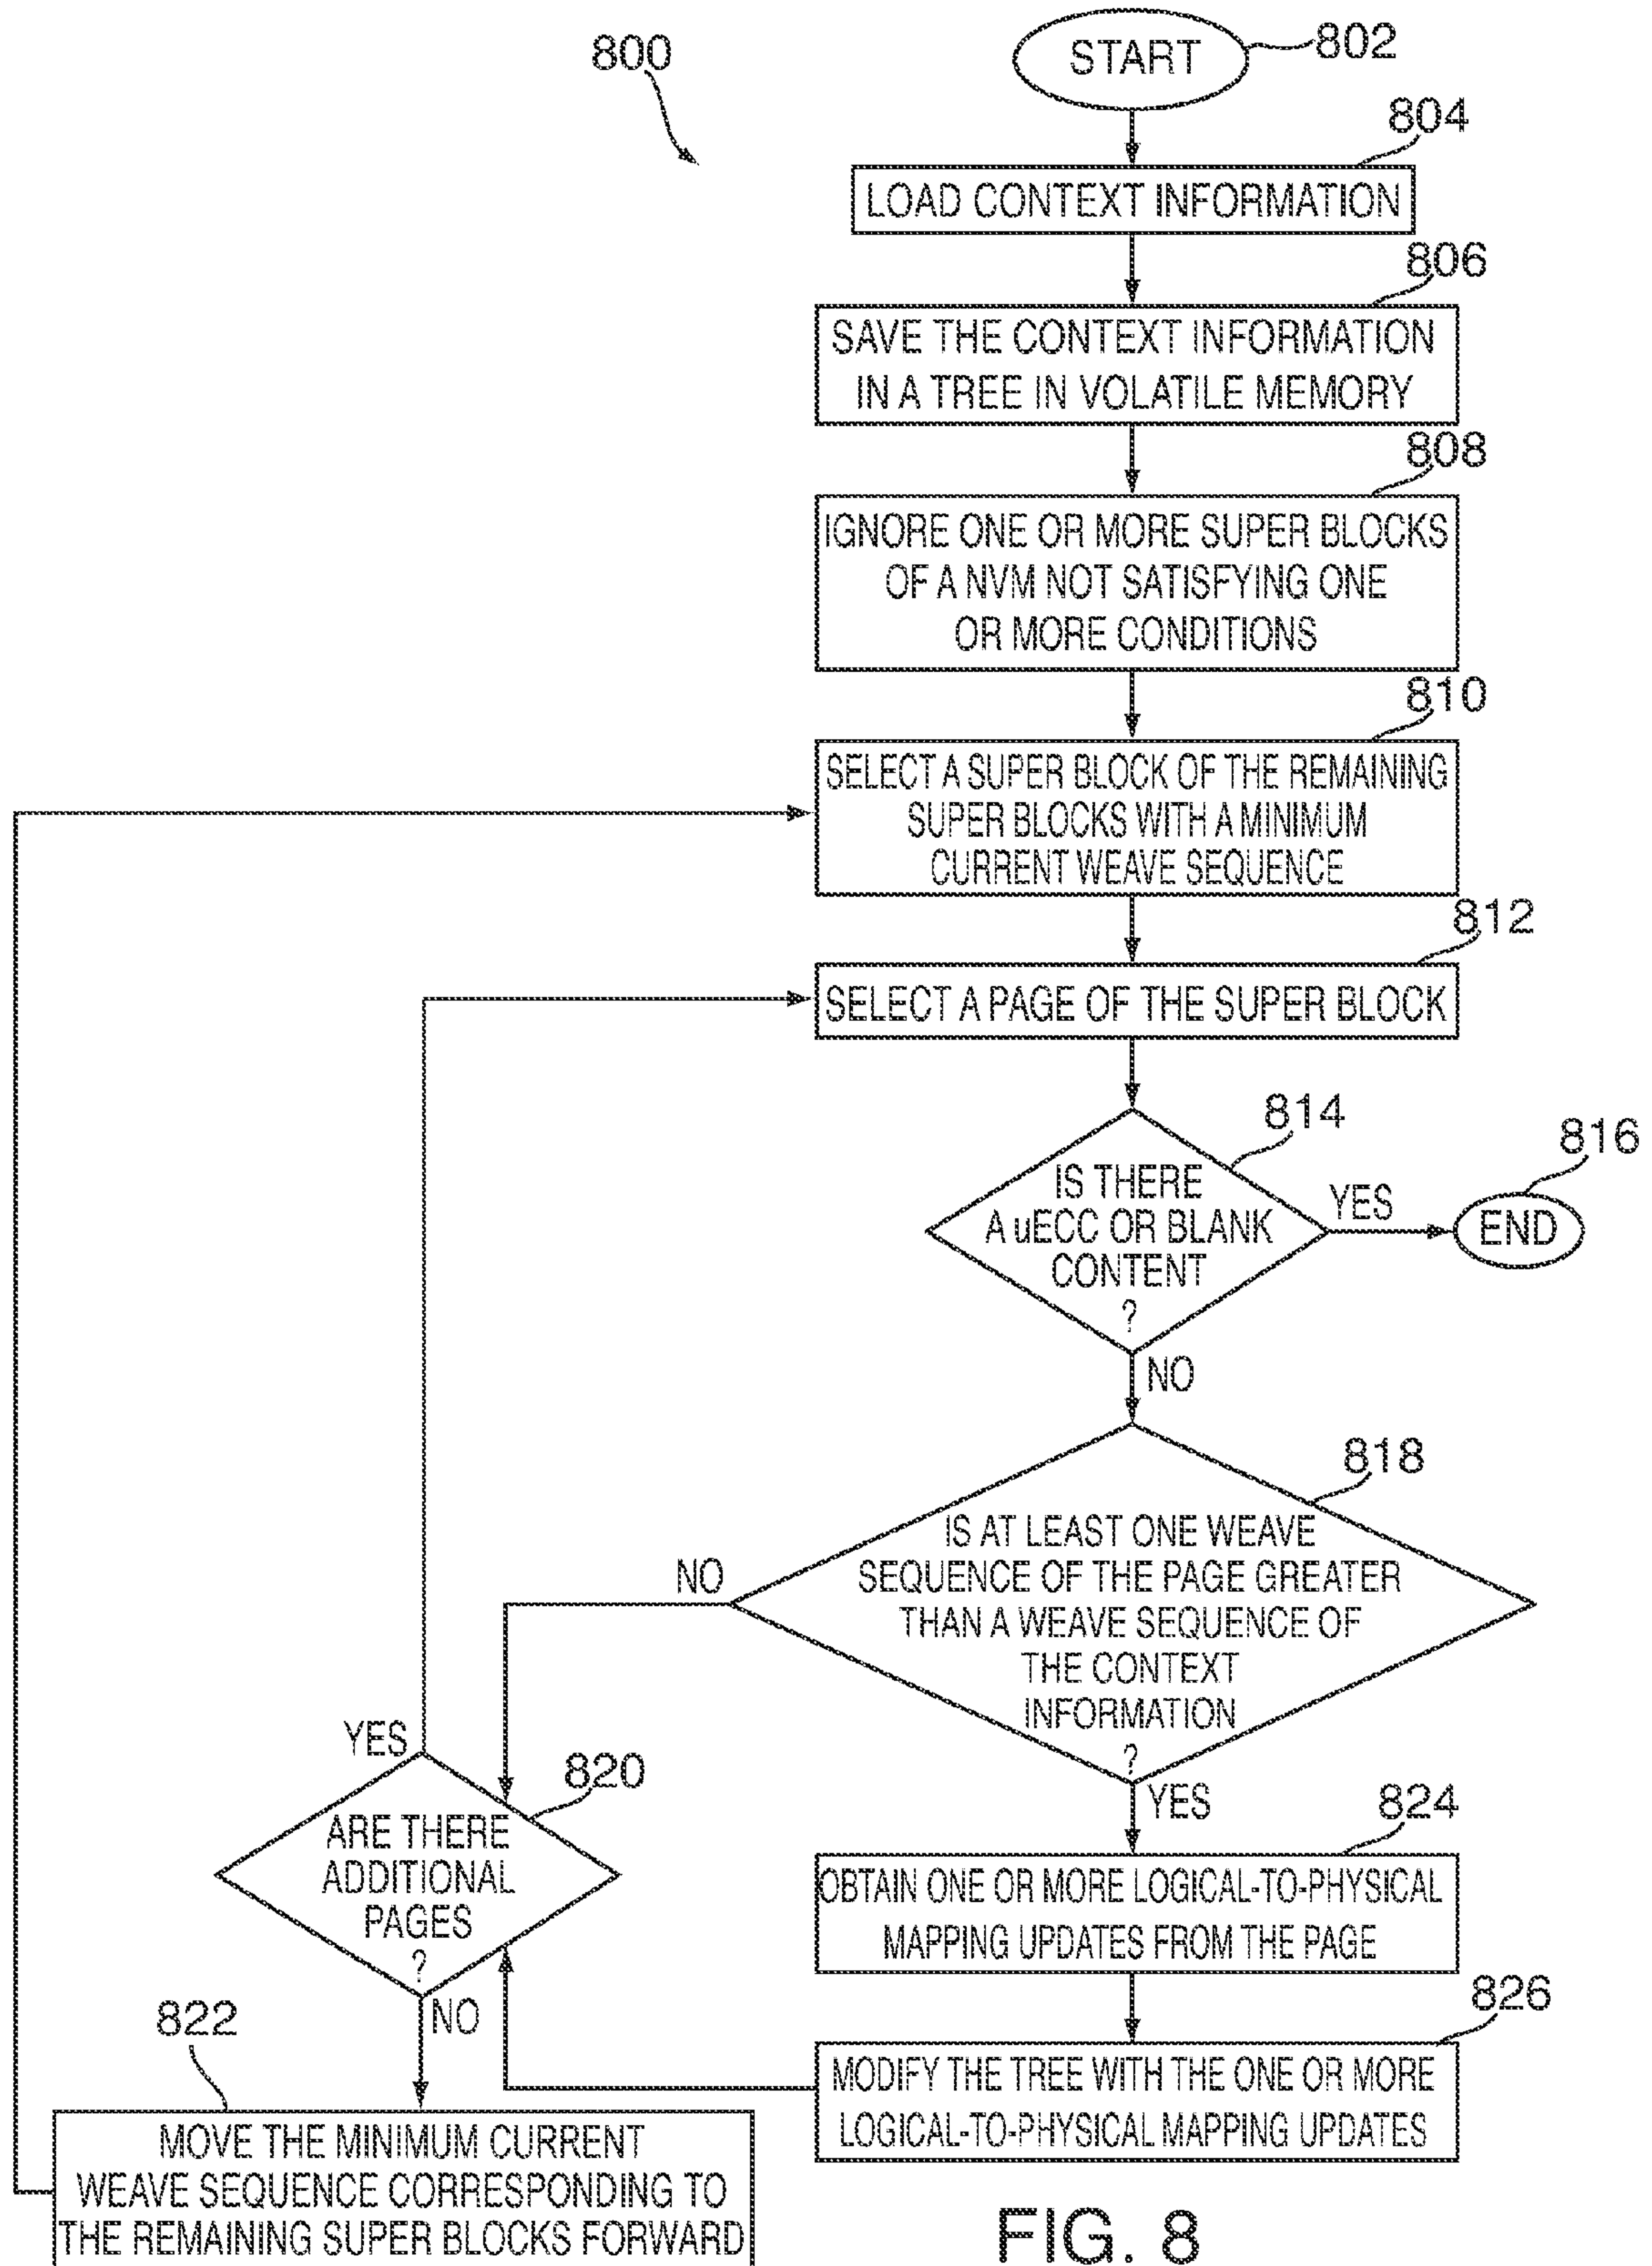 800
START
802
804
LOAD CONTEXT INFORMATION
806
SAVE THE CONTEXT INFORMATION
IN A TREE IN VOLATILE MEMORY
808
IGNORE ONE OR MORE SUPER BLOCKS
OF A NVM NOT SATISFYING ONE
OR MORE CONDITIONS
810
SELECT A SUPER BLOCK OF THE REMAINING
SUPER BLOCKS WITH A MINIMUM
CURRENT WEAVE SEQUENCE
812
SELECT A PAGE OF THE SUPER BLOCK
814
IS THERE
A uECC OR BLANK
CONTENT
?
YES
816
END
NO
818
IS AT LEAST ONE WEAVE
SEQUENCE OF THE PAGE GREATER
THAN A WEAVE SEQUENCE OF
THE CONTEXT
INFORMATION
?
NO
YES
820
ARE THERE
ADDITIONAL
PAGES
?
YES
NO
824
OBTAIN ONE OR MORE LOGICAL-TO-PHYSICAL
MAPPING UPDATES FROM THE PAGE
826
MODIFY THE TREE WITH THE ONE OR MORE
LOGICAL-TO-PHYSICAL MAPPING UPDATES
822
MOVE THE MINIMUM CURRENT
WEAVE SEQUENCE CORRESPONDING TO
THE REMAINING SUPER BLOCKS FORWARD
FIG. 8